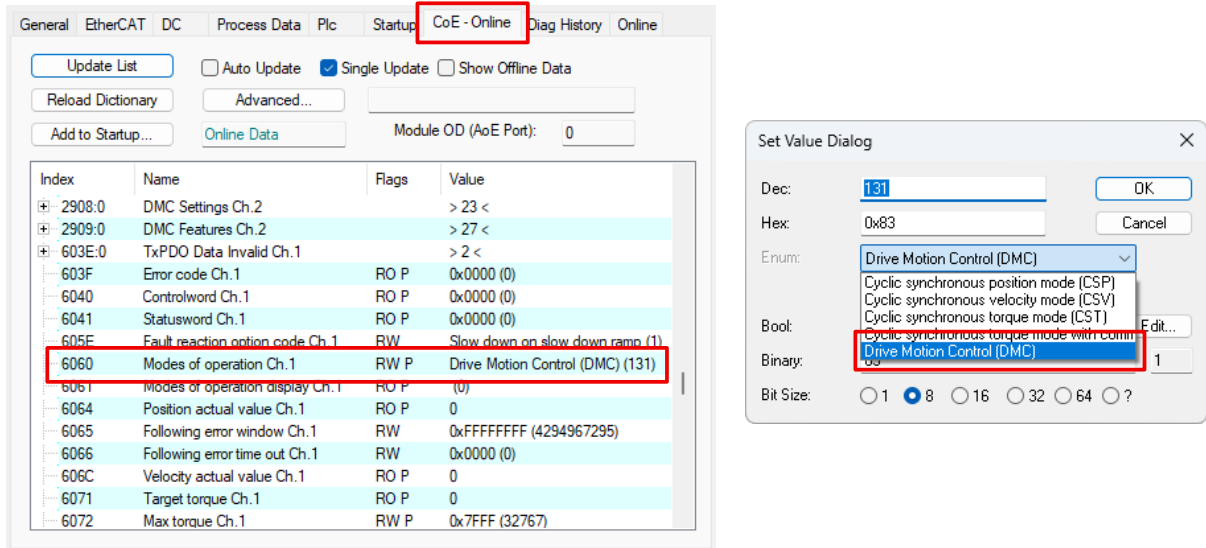 General EtherCAT DC Process Data Plc Startup CoE - Online Diag History Online
Update List Auto Update Single Update Show Offline Data
Reload Dictionary Advanced...
Add to Startup... Online Data Module OD (AoE Port): 0
Index Name Flags Value
2908:0 DMC Settings Ch.2 > 23 <
2909:0 DMC Features Ch.2 > 27 <
603E:0 TxPDO Data Invalid Ch.1 > 2 <
603F Error code Ch.1 RO P 0x0000 (0)
6040 Controlword Ch.1 RO P 0x0000 (0)
6041 Statusword Ch.1 RO P 0x0000 (0)
605E Fault reaction option code Ch.1 RW Slow down on slow down ramp (1)
6060 Modes of operation Ch.1 RW P Drive Motion Control (DMC) (131)
6061 Modes of operation display Ch.1 RO P (0)
6064 Position actual value Ch.1 RO P 0
6065 Following error window Ch.1 RW 0xFFFFFFFF (4294967295)
6066 Following error time out Ch.1 RW 0x0000 (0)
606C Velocity actual value Ch.1 RO P 0
6071 Target torque Ch.1 RO P 0
6072 Max torque Ch.1 RW P 0x7FFF (32767)
Set Value Dialog
Dec: 131 OK
Hex: 0x83 Cancel
Enum: Drive Motion Control (DMC)
Cyclic synchronous position mode (CSP)
Cyclic synchronous velocity mode (CSV)
Cyclic synchronous torque mode (CST)
Cyclic synchronous torque mode with comm
Drive Motion Control (DMC)
Bool: Edit...
Binary: 1
Bit Size: 1 8 16 32 64 ?